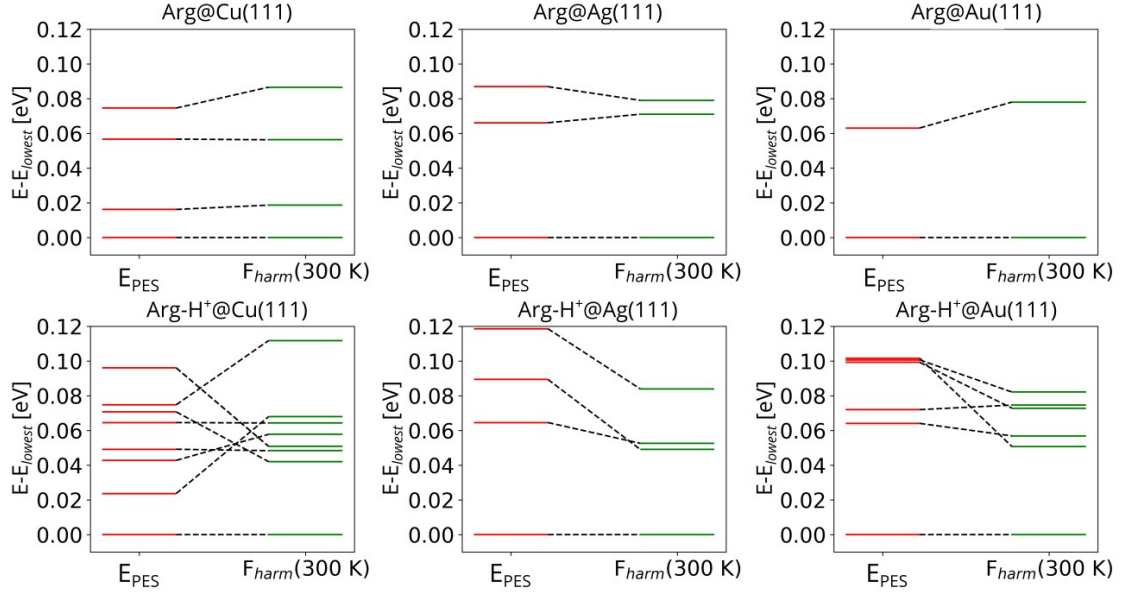 Arg@Cu(111)
0.12
0.10
0.08
0.06
0.04
0.02
0.00
E-E_lowest [eV]
E_PES
F_harm(300 K)
Arg@Ag(111)
0.12
0.10
0.08
0.06
0.04
0.02
0.00
E-E_lowest [eV]
E_PES
F_harm(300 K)
Arg@Au(111)
0.12
0.10
0.08
0.06
0.04
0.02
0.00
E-E_lowest [eV]
E_PES
F_harm(300 K)
Arg-H⁺@Cu(111)
0.12
0.10
0.08
0.06
0.04
0.02
0.00
E-E_lowest [eV]
E_PES
F_harm(300 K)
Arg-H⁺@Ag(111)
0.12
0.10
0.08
0.06
0.04
0.02
0.00
E-E_lowest [eV]
E_PES
F_harm(300 K)
Arg-H⁺@Au(111)
0.12
0.10
0.08
0.06
0.04
0.02
0.00
E-E_lowest [eV]
E_PES
F_harm(300 K)